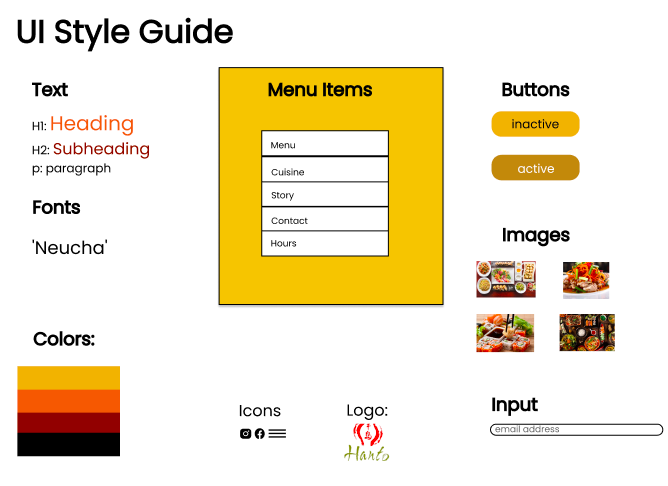 UI Style Guide
Text
H1: Heading
H2: Subheading
p: paragraph
Fonts
'Neucha'
Colors:
Menu Items
Menu
Cuisine
Story
Contact
Hours
Icons
Logo:
Hanto
Buttons
inactive
active
Images
Input
email address